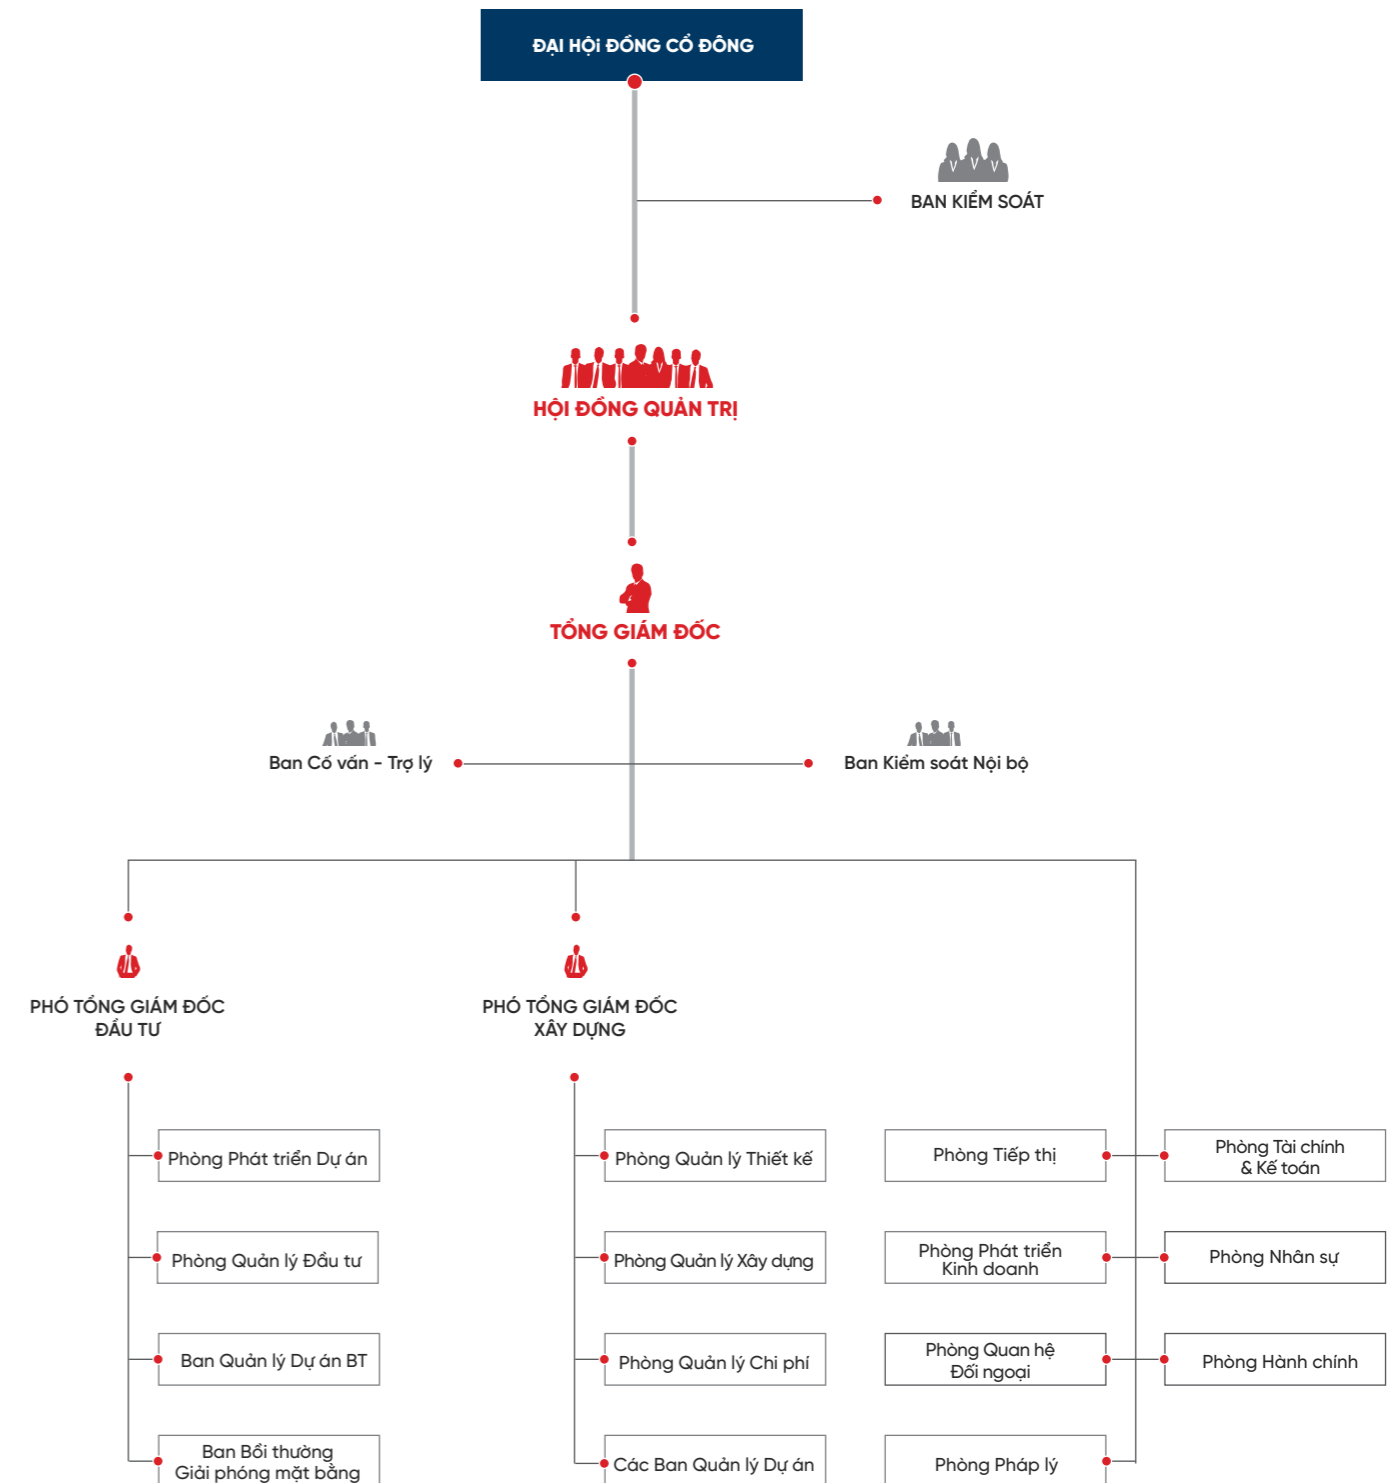 ĐẠI HỘi ĐỒNG CỔ ĐÔNG
BAN KIỂM SOÁT
HỘI ĐỒNG QUẢN TRỊ
TỔNG GIÁM ĐỐC
Ban Cố vấn - Trợ lý
Ban Kiểm soát Nội bộ
PHÓ TỔNG GIÁM ĐỐC
ĐẦU TƯ
PHÓ TỔNG GIÁM ĐỐC
XÂY DỰNG
Phòng Phát triển Dự án
Phòng Quản lý Đầu tư
Ban Quản lý Dự án BT
Ban Bồi thường
Giải phóng mặt bằng
Phòng Quản lý Thiết kế
Phòng Quản lý Xây dựng
Phòng Quản lý Chi phí
Các Ban Quản lý Dự án
Phòng Tiếp thị
Phòng Phát triển
Kinh doanh
Phòng Quan hệ
Đối ngoại
Phòng Pháp lý
Phòng Tài chính
& Kế toán
Phòng Nhân sự
Phòng Hành chính